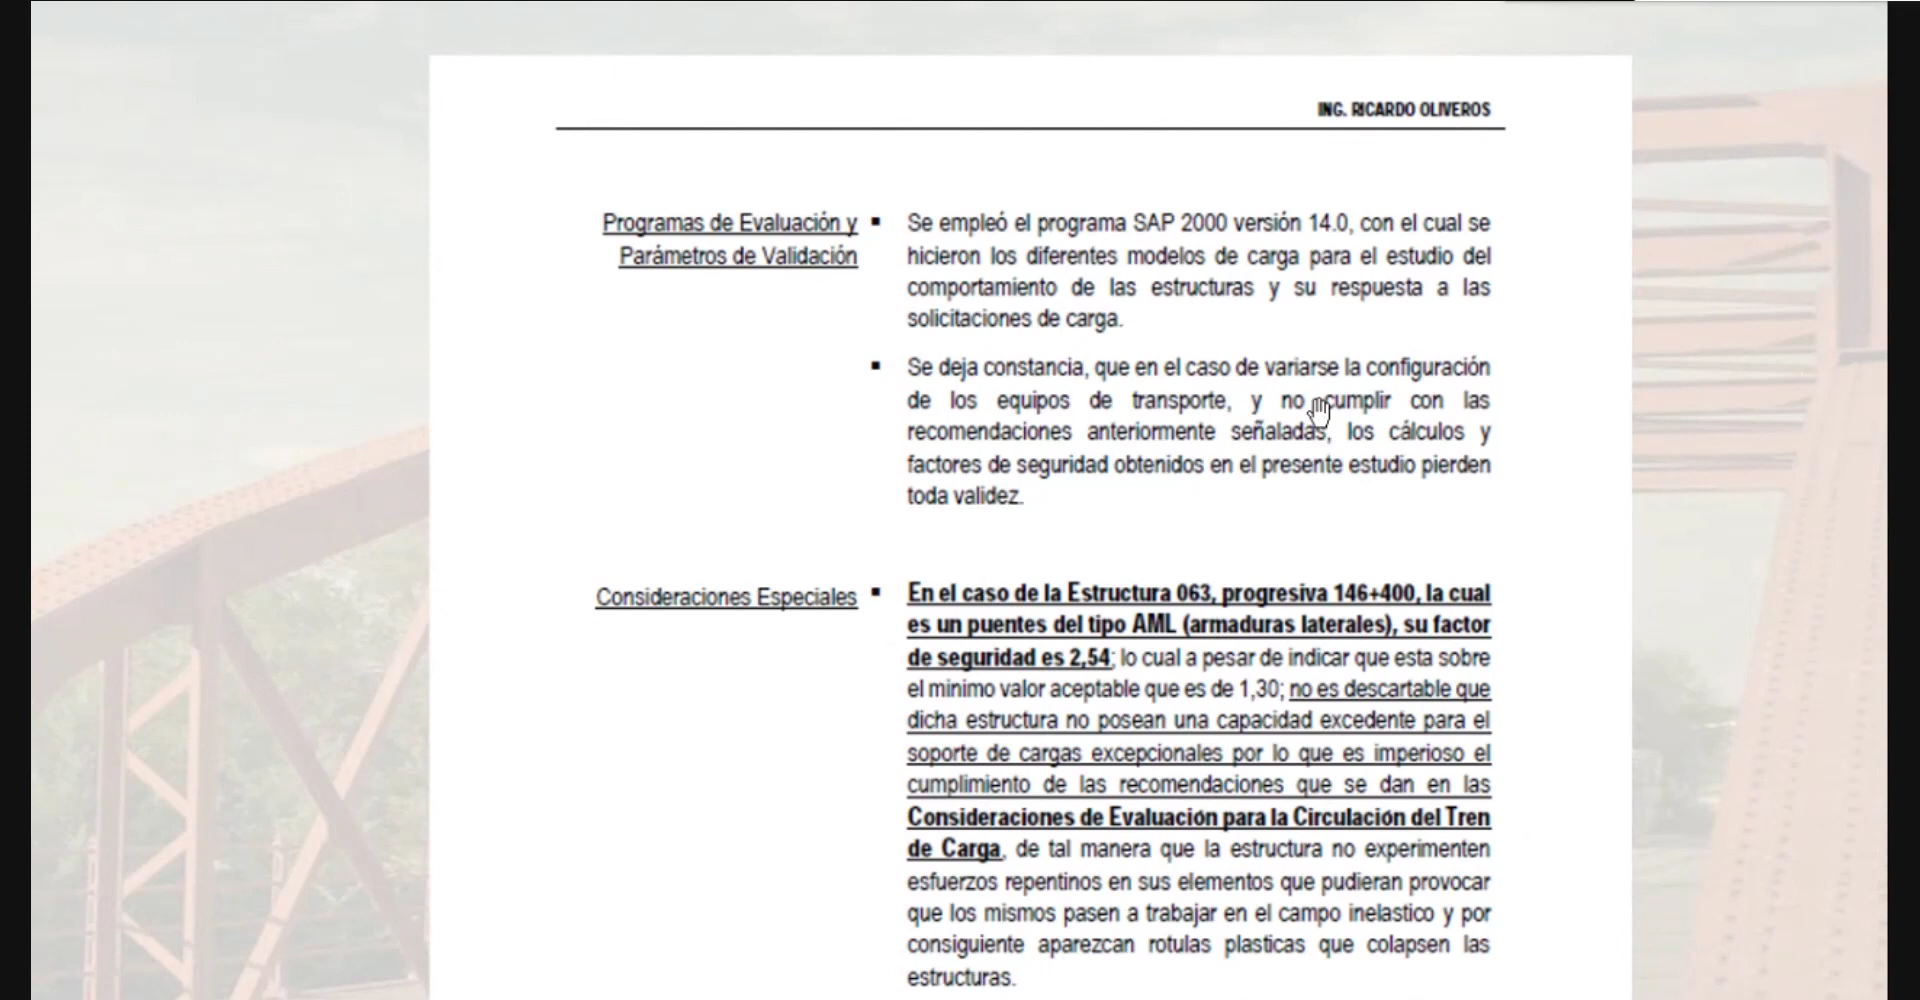 ING. RICARDO OLIVEROS
Programas de Evaluación y
Parámetros de Validación
▪ Se empleó el programa SAP 2000 versión 14.0, con el cual se
hicieron los diferentes modelos de carga para el estudio del
comportamiento de las estructuras y su respuesta a las
solicitaciones de carga.
▪ Se deja constancia, que en el caso de variarse la configuración
de los equipos de transporte, y no cumplir con las
recomendaciones anteriormente señaladas, los cálculos y
factores de seguridad obtenidos en el presente estudio pierden
toda validez.
Consideraciones Especiales
▪ En el caso de la Estructura 063, progresiva 146+400, la cual
es un puentes del tipo AML (armaduras laterales), su factor
de seguridad es 2,54; lo cual a pesar de indicar que esta sobre
el minimo valor aceptable que es de 1,30; no es descartable que
dicha estructura no posean una capacidad excedente para el
soporte de cargas excepcionales por lo que es imperioso el
cumplimiento de las recomendaciones que se dan en las
Consideraciones de Evaluación para la Circulación del Tren
de Carga, de tal manera que la estructura no experimenten
esfuerzos repentinos en sus elementos que pudieran provocar
que los mismos pasen a trabajar en el campo inelastico y por
consiguiente aparezcan rotulas plasticas que colapsen las
estructuras.